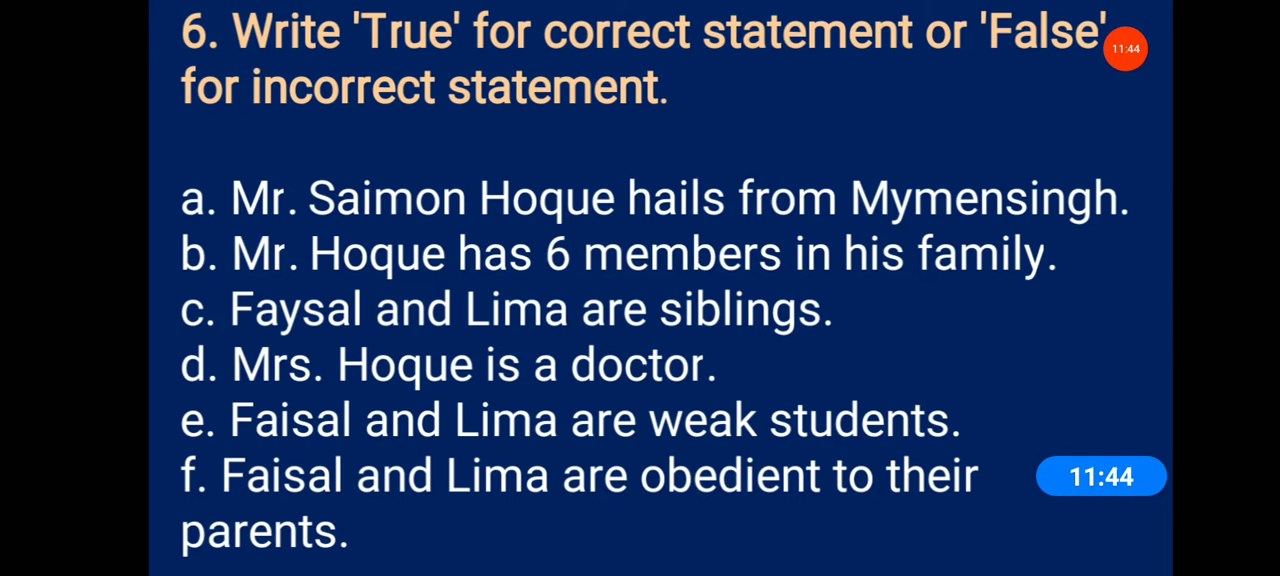 6. Write 'True' for correct statement or 'False'
11:44
for incorrect statement.
a. Mr. Saimon Hoque hails from Mymensingh.
b. Mr. Hoque has 6 members in his family.
c. Faysal and Lima are siblings.
d. Mrs. Hoque is a doctor.
e. Faisal and Lima are weak students.
f. Faisal and Lima are obedient to their
11:44
parents.